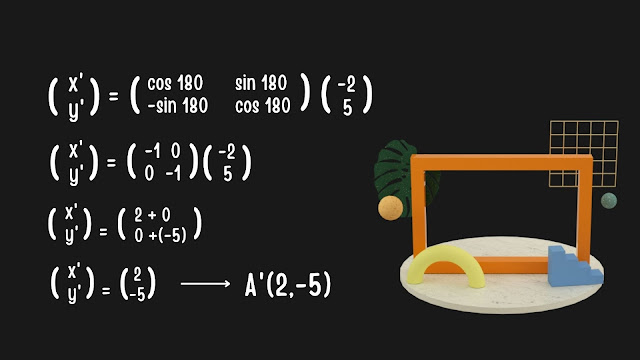 (x' y') = (cos 180 sin 180 -sin 180 cos 180) (-2 5)
(x' y') = (-1 0 0 -1) (-2 5)
(x' y') = (2 + 0 0 +(-5))
(x' y') = (2 -5) ⟶ A'(2,-5)